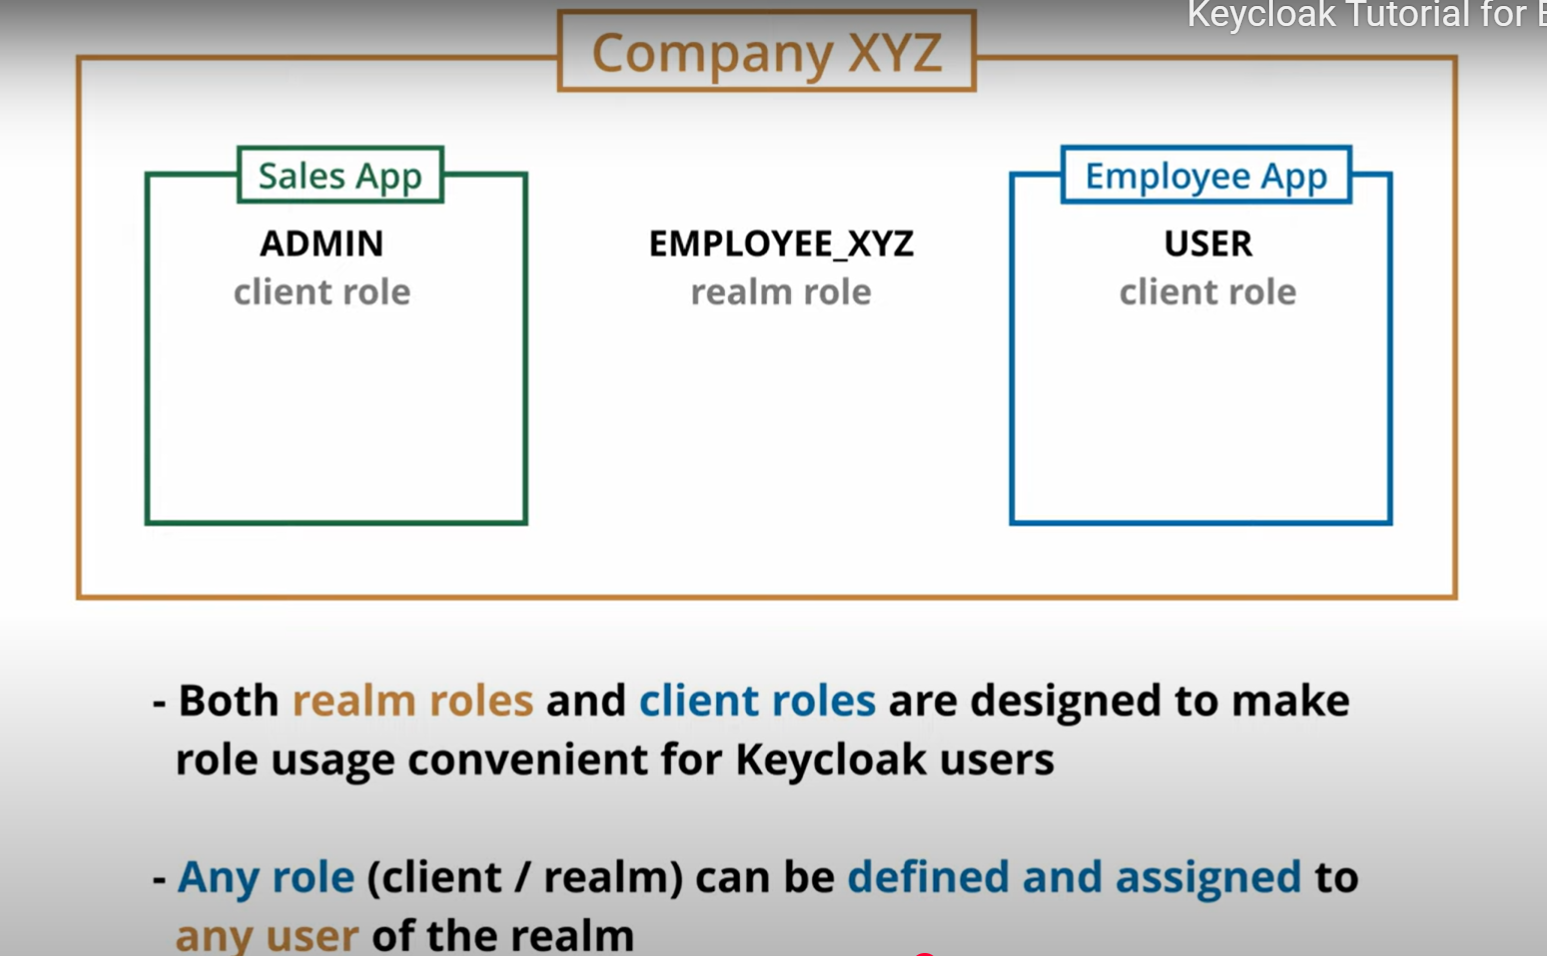 Keycloak Tutorial for
Company XYZ
Sales App
Employee App
ADMIN
EMPLOYEE_XYZ
USER
client role
realm role
client role
- Both realm roles and client roles are designed to make
role usage convenient for Keycloak users
- Any role (client / realm) can be defined and assigned to
any user of the realm